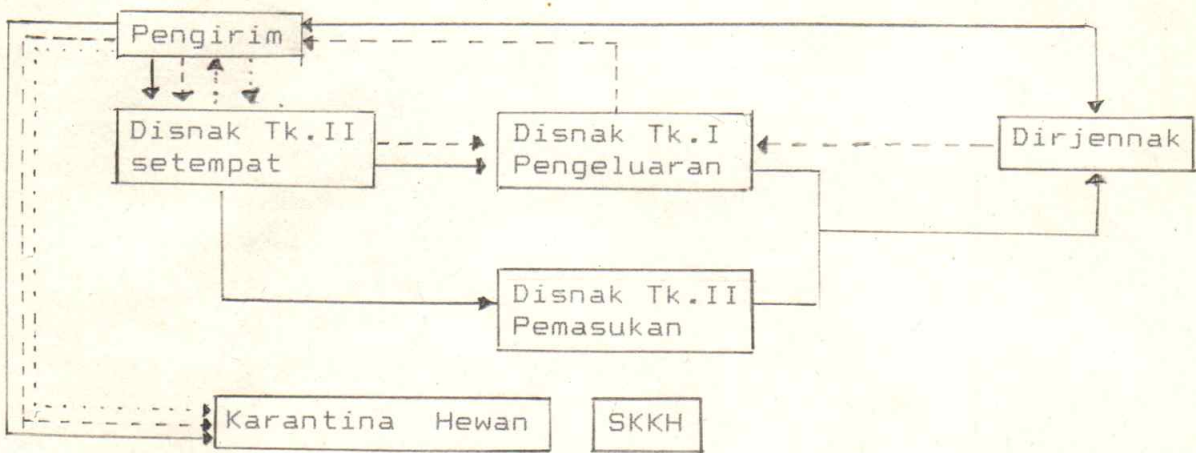 Pengirim
Disnak Tk.II
setempat
Disnak Tk.I
Pengeluaran
Dirjennak
Disnak Tk.II
Pemasukan
Karantina Hewan
SKKH